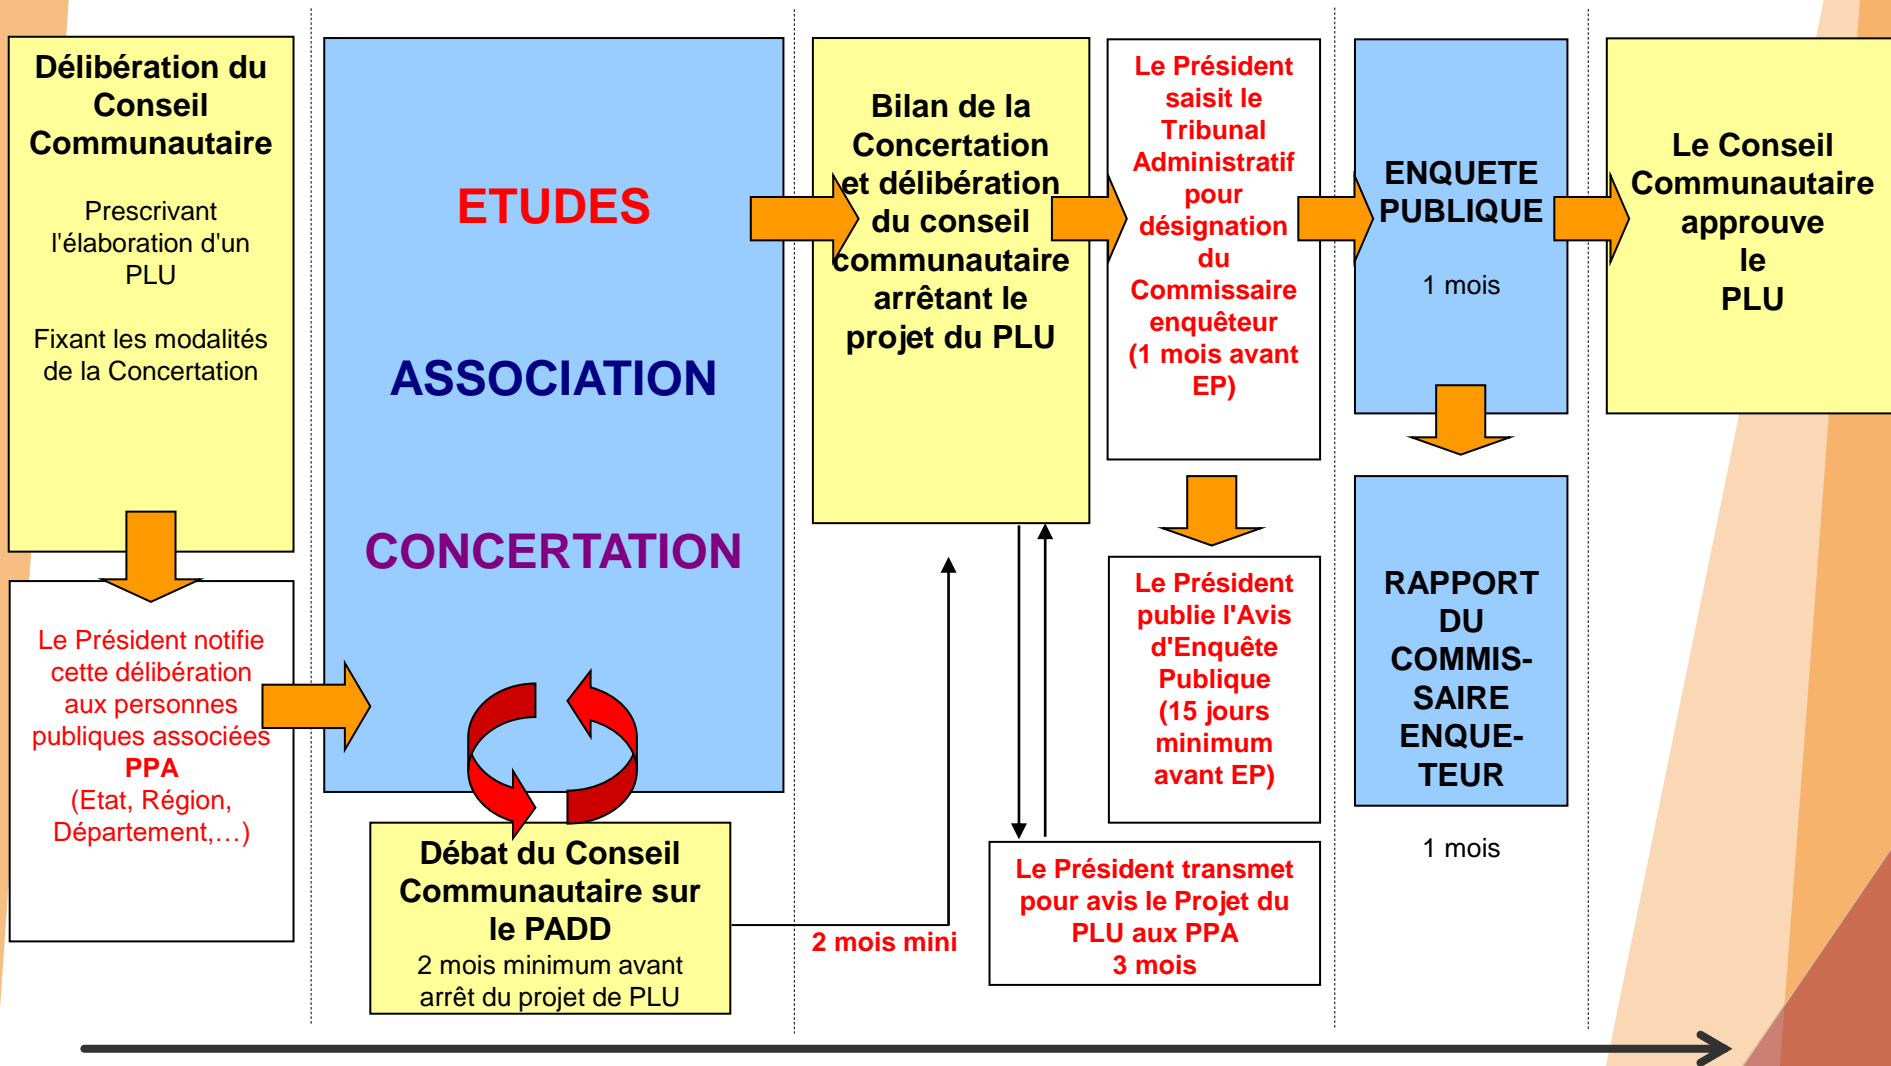 Délibération du
Conseil
Communautaire
Prescrivant
l'élaboration d'un
PLU
Fixant les modalités
de la Concertation
Le Président notifie
cette délibération
aux personnes
publiques associées
PPA
(Etat, Région,
Département,…)
ETUDES
ASSOCIATION
CONCERTATION
Débat du Conseil
Communautaire sur
le PADD
2 mois minimum avant
arrêt du projet de PLU
2 mois mini
Bilan de la
Concertation
et délibération
du conseil
communautaire
arrêtant le
projet du PLU
Le Président transmet
pour avis le Projet du
PLU aux PPA
3 mois
Le Président
saisit le
Tribunal
Administratif
pour
désignation
du
Commissaire
enquêteur
(1 mois avant
EP)
Le Président
publie l'Avis
d'Enquête
Publique
(15 jours
minimum
avant EP)
ENQUETE
PUBLIQUE
1 mois
RAPPORT
DU
COMMIS-
SAIRE
ENQUE-
TEUR
1 mois
Le Conseil
Communautaire
approuve
le
PLU